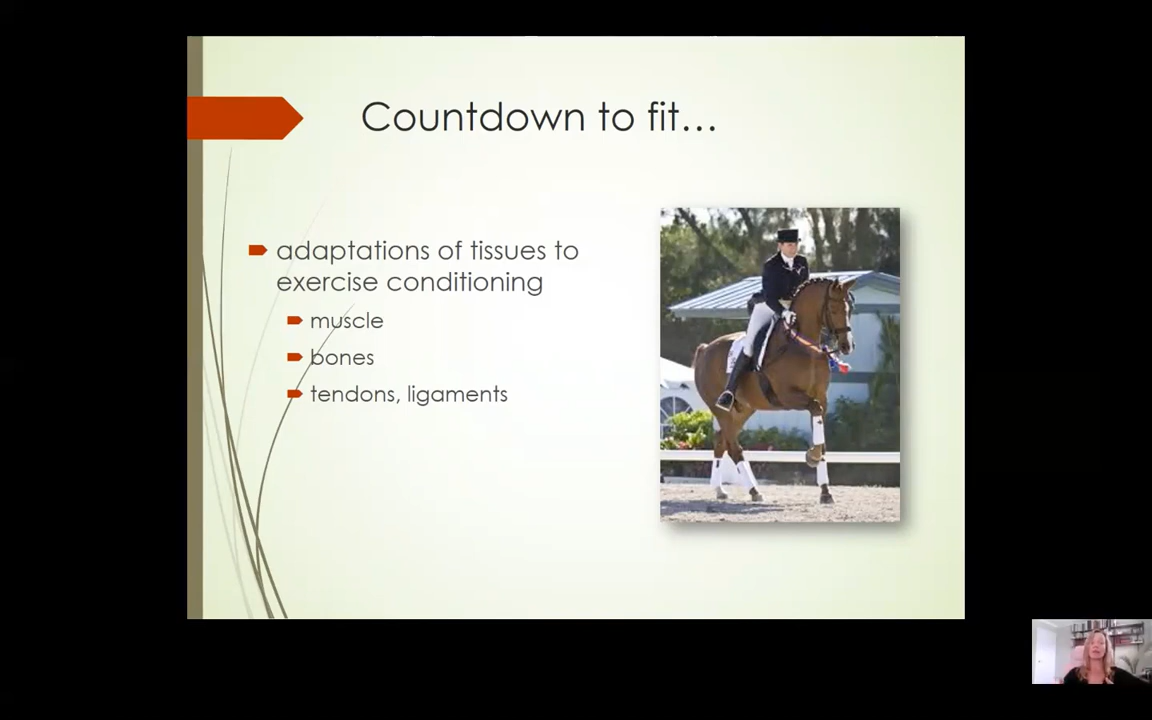 Countdown to fit...
adaptations of tissues to
exercise conditioning
muscle
bones
tendons, ligaments